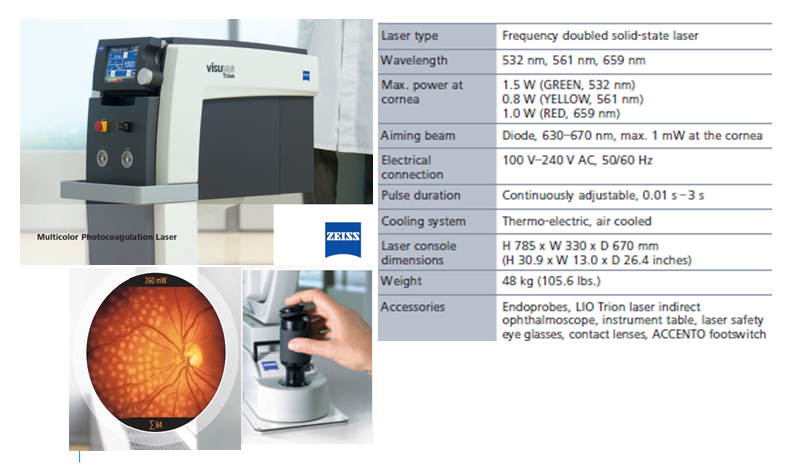 VISULAS
Trion
ZEISS
1500
Multicolor Photocoagulation Laser
ZEISS
260 mW
∑ 84
Laser type Frequency doubled solid-state laser
Wavelength 532 nm, 561 nm, 659 nm
Max. power at 1.5 W (GREEN, 532 nm)
cornea 0.8 W (YELLOW, 561 nm)
1.0 W (RED, 659 nm)
Aiming beam Diode, 630–670 nm, max. 1 mW at the cornea
Electrical 100 V–240 V AC, 50/60 Hz
connection
Pulse duration Continuously adjustable, 0.01 s – 3 s
Cooling system Thermo-electric, air cooled
Laser console H 785 x W 330 x D 670 mm
dimensions (H 30.9 x W 13.0 x D 26.4 inches)
Weight 48 kg (105.6 lbs.)
Accessories Endoprobes, LIO Trion laser indirect
ophthalmoscope, instrument table, laser safety
eye glasses, contact lenses, ACCENTO footswitch